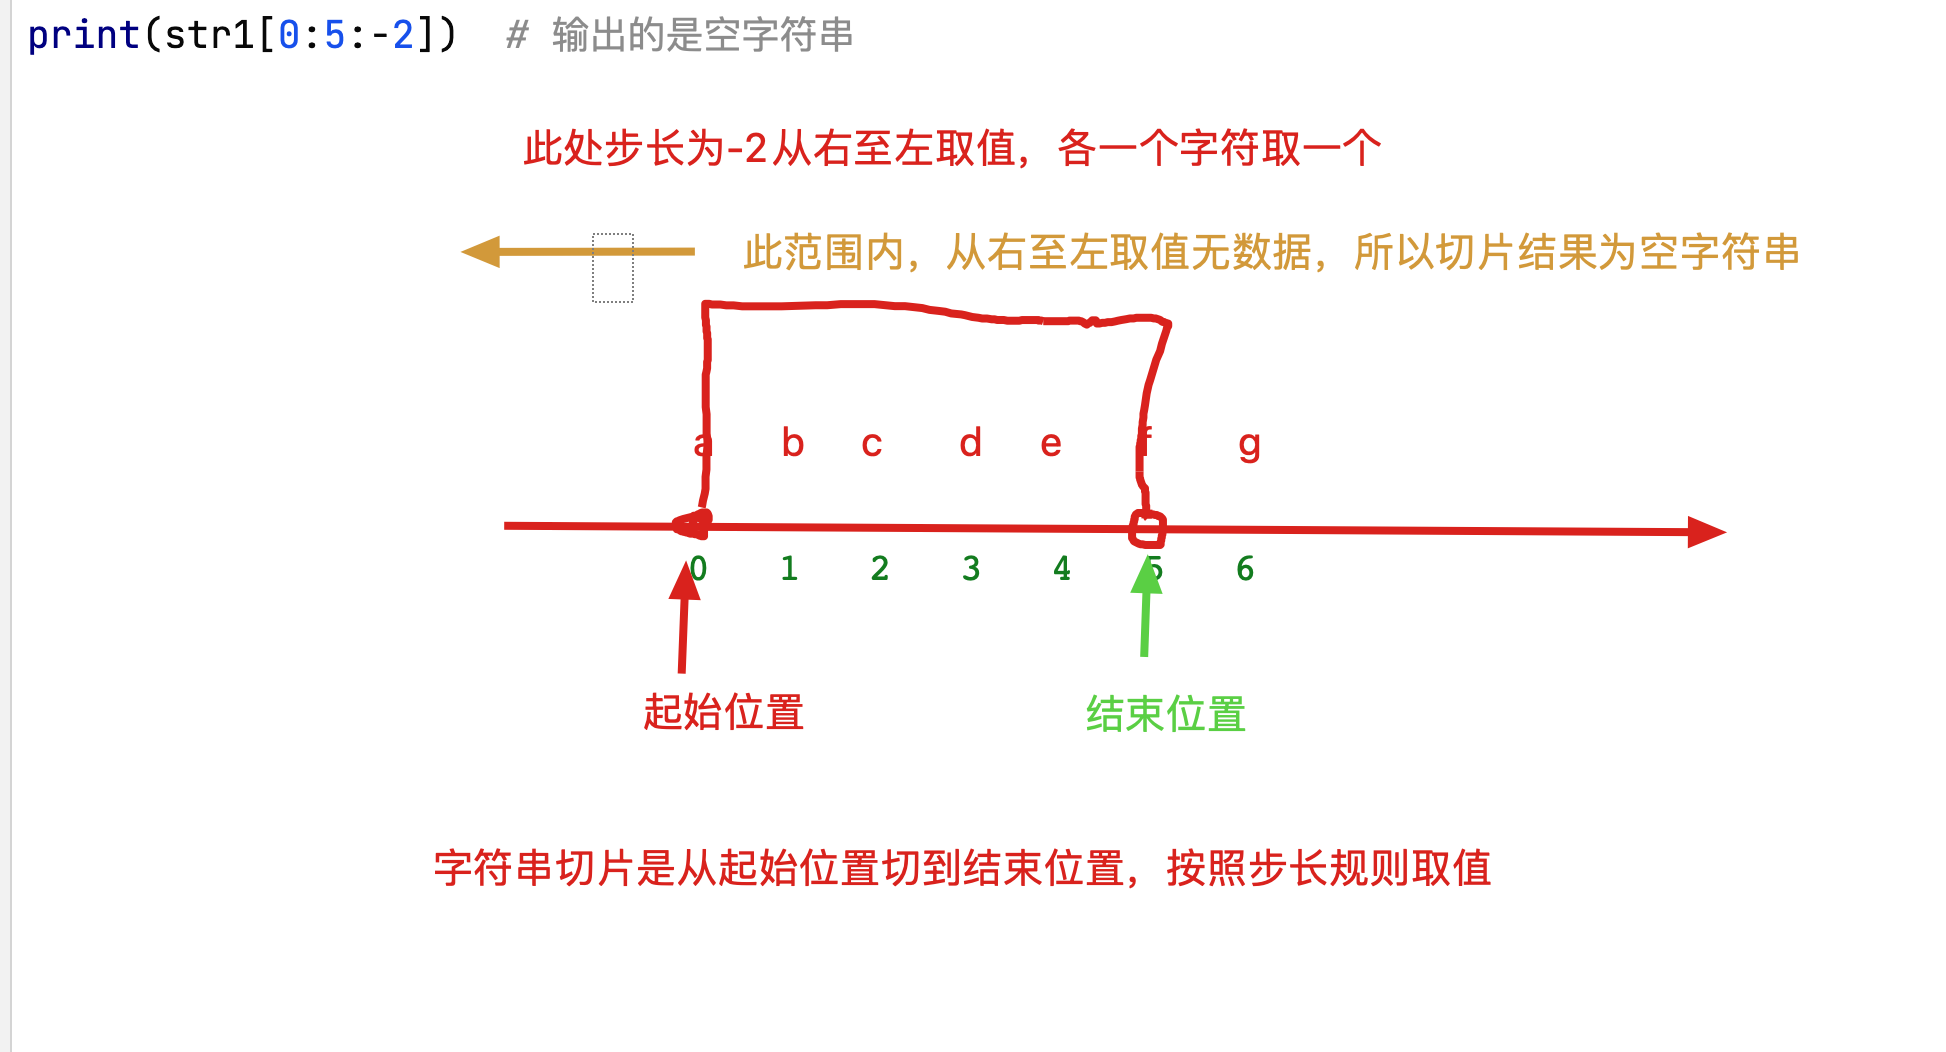 print(str1[0:5:-2])  # 输出的是空字符串
此处步长为-2从右至左取值，各一个字符取一个
此范围内，从右至左取值无数据，所以切片结果为空字符串
a b c d e f g
0 1 2 3 4 5 6
起始位置 结束位置
字符串切片是从起始位置切到结束位置，按照步长规则取值